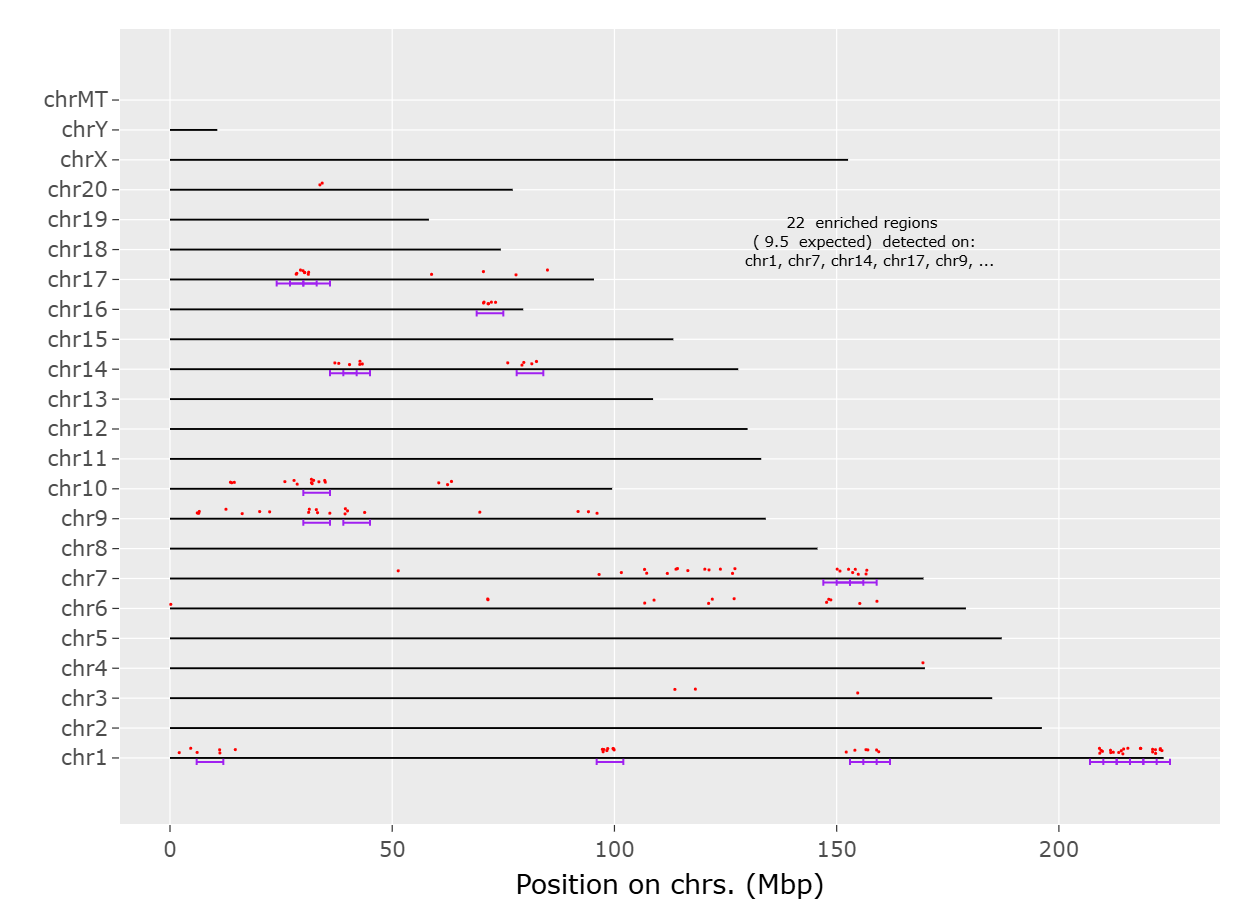 chrMT
chrY
chrX
chr20
chr19
chr18
chr17
chr16
chr15
chr14
chr13
chr12
chr11
chr10
chr9
chr8
chr7
chr6
chr5
chr4
chr3
chr2
chr1
22 enriched regions
( 9.5 expected) detected on:
chr1, chr7, chr14, chr17, chr9, ...
0 50 100 150 200
Position on chrs. (Mbp)